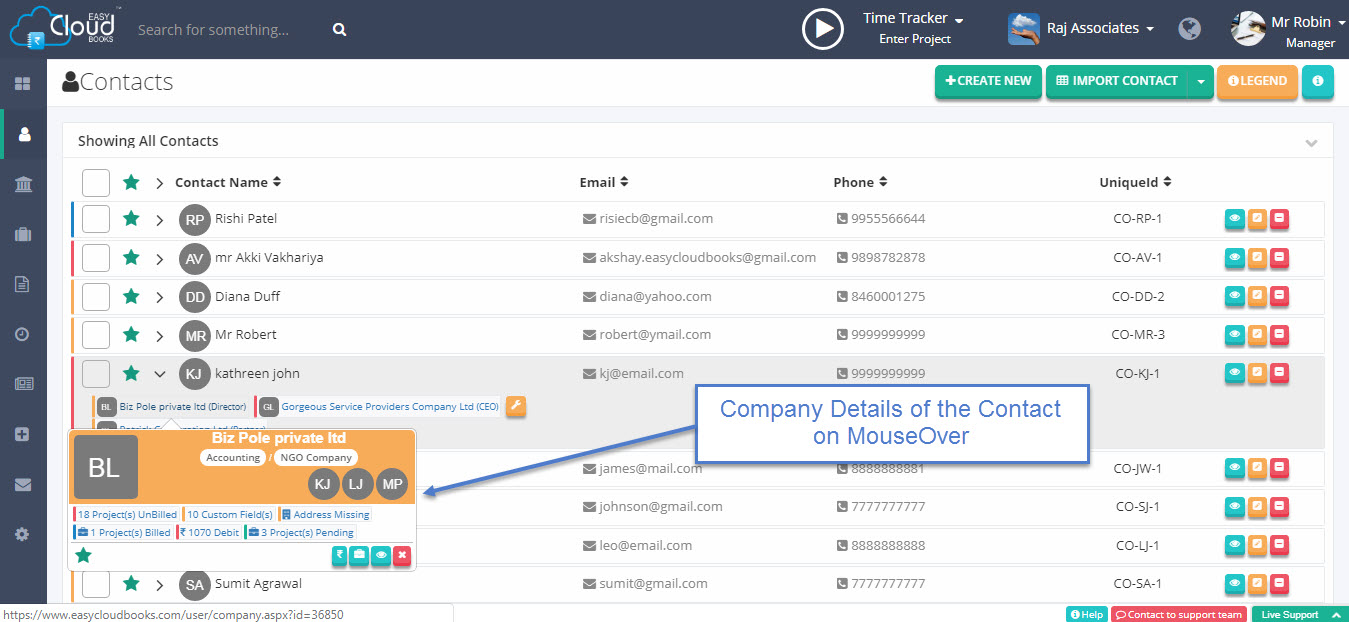 EASY
Cloud
BOOKS
Search for something...
Time Tracker
Enter Project
Raj Associates
Mr Robin
Manager
Contacts
CREATE NEW
IMPORT CONTACT
LEGEND
Showing All Contacts
Contact Name Email Phone UniqueId
RP Rishi Patel risiecb@gmail.com 9955566644 CO-RP-1
AV mr Akki Vakhariya akshay.easycloudbooks@gmail.com 9898782878 CO-AV-1
DD Diana Duff diana@yahoo.com 8460001275 CO-DD-2
MR Mr Robert robert@ymail.com 9999999999 CO-MR-3
KJ kathreen john kj@email.com 9999999999 CO-KJ-1
BL Biz Pole private ltd (Director) GL Gorgeous Service Providers Company Ltd (CEO)
Company Details of the Contact
on MouseOver
Biz Pole private ltd
BL
Accounting / NGO Company
KJ LJ MP
18 Project(s) UnBilled 10 Custom Field(s) Address Missing
1 Project(s) Billed ₹ 1070 Debit 3 Project(s) Pending
₹
james@mail.com 8888888881 CO-JW-1
johnson@gmail.com 7777777777 CO-SJ-1
leo@email.com 8888888888 CO-LJ-1
SA Sumit Agrawal sumit@gmail.com 7777777777 CO-SA-1
https://www.easycloudbooks.com/user/company.aspx?id=36850
Help
Contact to support team
Live Support